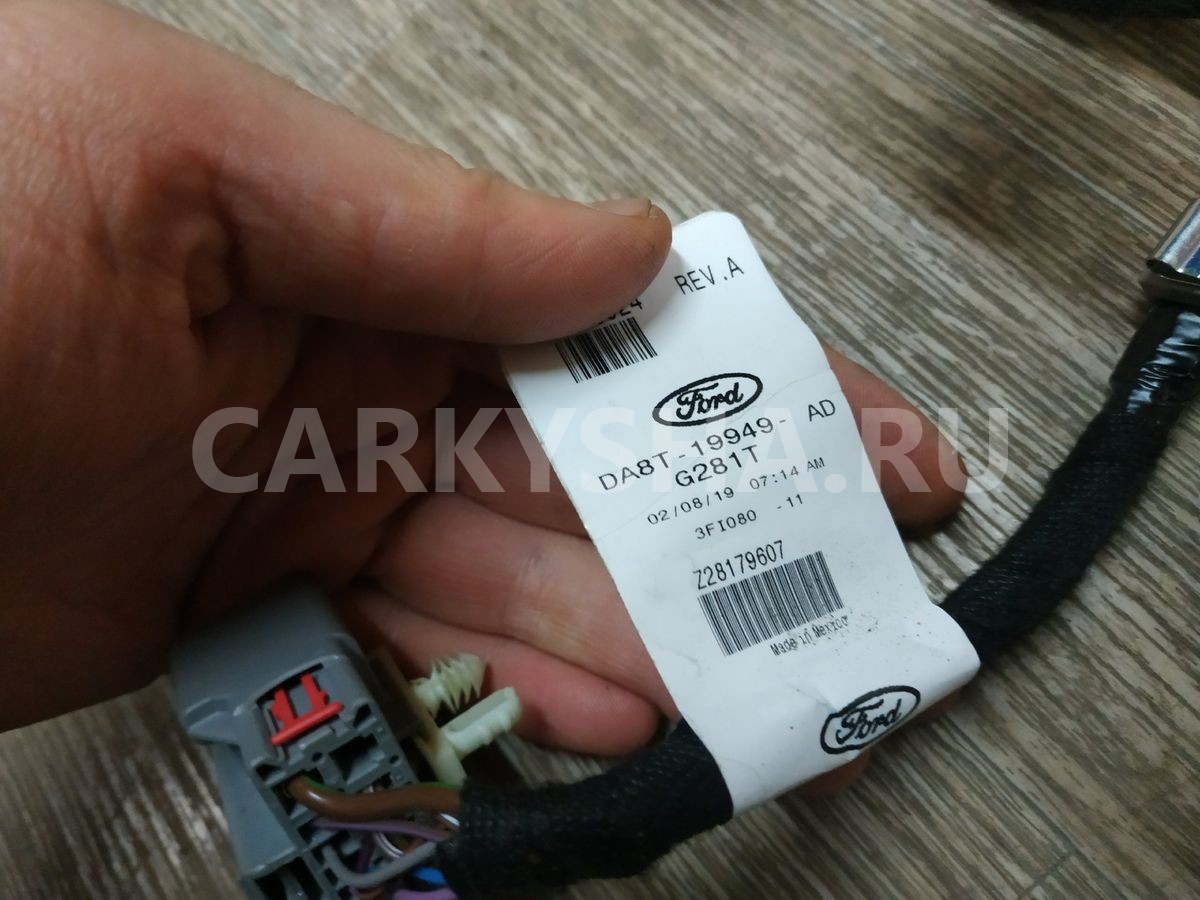 REV.A
Ford
DA8T-19949- AD
G281T
02/08/19 07:14 AM
3FI080 -11
Z28179607
Made in Mexico
Ford
CARKYSHA.RU